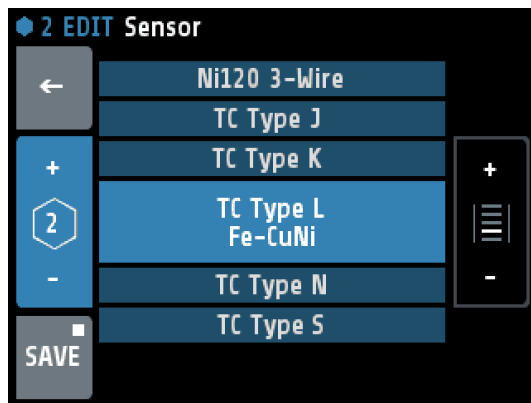 2 EDIT Sensor
←
Ni120 3-Wire
TC Type J
+
TC Type K
+
2
TC Type L
Fe-CuNi
-
TC Type N
-
SAVE
TC Type S